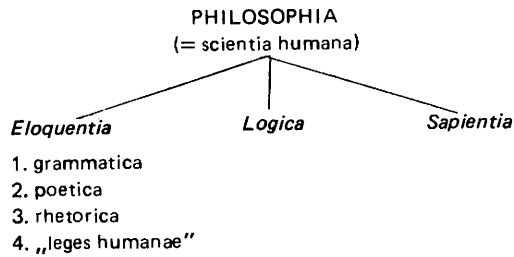 PHILOSOPHIA
(= scientia humana)
Eloquentia Logica Sapientia
1. grammatica
2. poetica
3. rhetorica
4. „leges humanae”